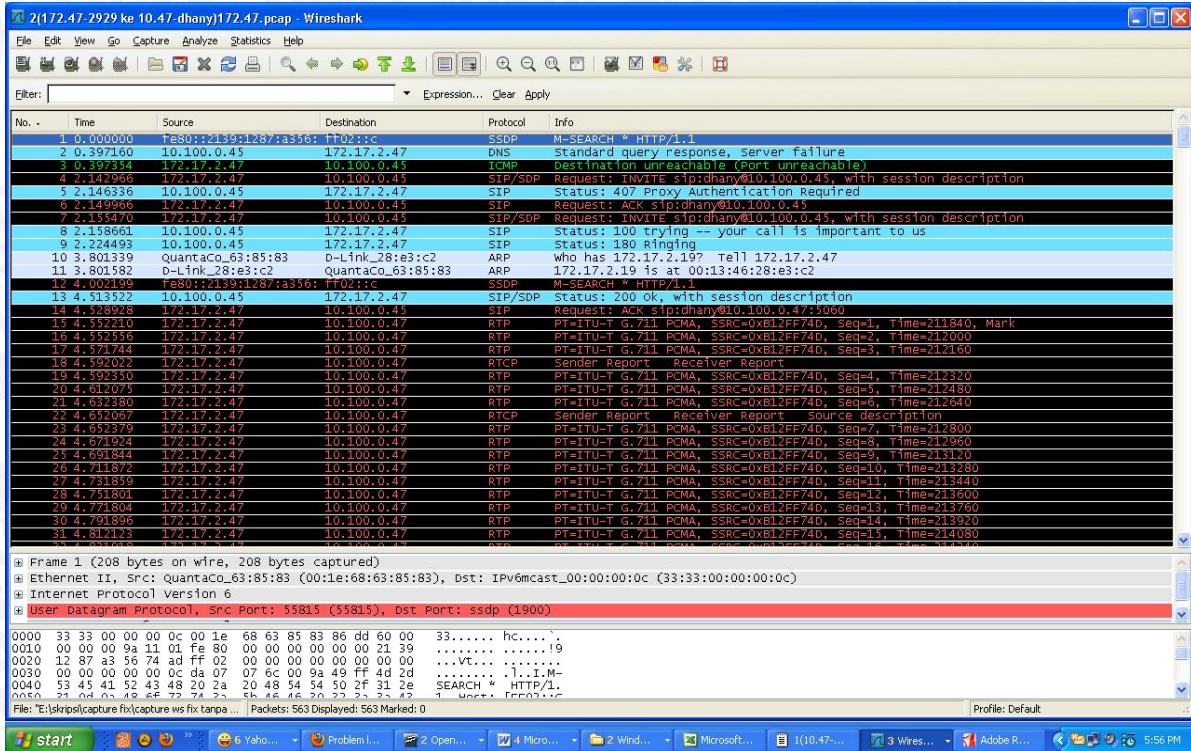 2(172.47-2929 ke 10.47-dhany)172.47.pcap - Wireshark
File Edit View Go Capture Analyze Statistics Help
Filter: Expression... Clear Apply
No. - Time Source Destination Protocol Info
1 0.000000 fe80::2139:1287:a356: ff02::c SSDP M-SEARCH * HTTP/1.1
2 0.397160 10.100.0.45 172.17.2.47 DNS Standard query response, Server failure
3 0.397354 172.17.2.47 10.100.0.45 ICMP Destination unreachable (Port unreachable)
4 2.142966 172.17.2.47 10.100.0.45 SIP/SDP Request: INVITE sip:dhany@10.100.0.45, with session description
5 2.146336 10.100.0.45 172.17.2.47 SIP Status: 407 Proxy Authentication Required
6 2.149966 172.17.2.47 10.100.0.45 SIP Request: ACK sip:dhany@10.100.0.45
7 2.155470 172.17.2.47 10.100.0.45 SIP/SDP Request: INVITE sip:dhany@10.100.0.45, with session description
8 2.158661 10.100.0.45 172.17.2.47 SIP Status: 100 trying -- your call is important to us
9 2.224493 10.100.0.45 172.17.2.47 SIP Status: 180 Ringing
10 3.801339 QuantaCo_63:85:83 D-Link_28:e3:c2 ARP Who has 172.17.2.19? Tell 172.17.2.47
11 3.801582 D-Link_28:e3:c2 QuantaCo_63:85:83 ARP 172.17.2.19 is at 00:13:46:28:e3:c2
12 4.002199 fe80::2139:1287:a356: ff02::c SSDP M-SEARCH * HTTP/1.1
13 4.513522 10.100.0.45 172.17.2.47 SIP/SDP Status: 200 Ok, with session description
14 4.528928 172.17.2.47 10.100.0.45 SIP Request: ACK sip:dhany@10.100.0.47:5060
15 4.552210 172.17.2.47 10.100.0.47 RTP PT=ITU-T G.711 PCMA, SSRC=0xB12FF74D, Seq=1, Time=211840, Mark
16 4.552556 172.17.2.47 10.100.0.47 RTP PT=ITU-T G.711 PCMA, SSRC=0xB12FF74D, Seq=2, Time=212000
17 4.571744 172.17.2.47 10.100.0.47 RTP PT=ITU-T G.711 PCMA, SSRC=0xB12FF74D, Seq=3, Time=212160
18 4.592022 172.17.2.47 10.100.0.47 RTCP Sender Report Receiver Report
19 4.592350 172.17.2.47 10.100.0.47 RTP PT=ITU-T G.711 PCMA, SSRC=0xB12FF74D, Seq=4, Time=212320
20 4.612075 172.17.2.47 10.100.0.47 RTP PT=ITU-T G.711 PCMA, SSRC=0xB12FF74D, Seq=5, Time=212480
21 4.632380 172.17.2.47 10.100.0.47 RTP PT=ITU-T G.711 PCMA, SSRC=0xB12FF74D, Seq=6, Time=212640
22 4.652067 172.17.2.47 10.100.0.47 RTCP Sender Report Receiver Report Source description
23 4.652379 172.17.2.47 10.100.0.47 RTP PT=ITU-T G.711 PCMA, SSRC=0xB12FF74D, Seq=7, Time=212800
24 4.671924 172.17.2.47 10.100.0.47 RTP PT=ITU-T G.711 PCMA, SSRC=0xB12FF74D, Seq=8, Time=212960
25 4.691844 172.17.2.47 10.100.0.47 RTP PT=ITU-T G.711 PCMA, SSRC=0xB12FF74D, Seq=9, Time=213120
26 4.711872 172.17.2.47 10.100.0.47 RTP PT=ITU-T G.711 PCMA, SSRC=0xB12FF74D, Seq=10, Time=213280
27 4.731859 172.17.2.47 10.100.0.47 RTP PT=ITU-T G.711 PCMA, SSRC=0xB12FF74D, Seq=11, Time=213440
28 4.751801 172.17.2.47 10.100.0.47 RTP PT=ITU-T G.711 PCMA, SSRC=0xB12FF74D, Seq=12, Time=213600
29 4.771804 172.17.2.47 10.100.0.47 RTP PT=ITU-T G.711 PCMA, SSRC=0xB12FF74D, Seq=13, Time=213760
30 4.791896 172.17.2.47 10.100.0.47 RTP PT=ITU-T G.711 PCMA, SSRC=0xB12FF74D, Seq=14, Time=213920
31 4.812123 172.17.2.47 10.100.0.47 RTP PT=ITU-T G.711 PCMA, SSRC=0xB12FF74D, Seq=15, Time=214080
Frame 1 (208 bytes on wire, 208 bytes captured)
Ethernet II, Src: QuantaCo_63:85:83 (00:1e:68:63:85:83), Dst: IPv6mcast_00:00:00:0c (33:33:00:00:00:0c)
Internet Protocol Version 6
User Datagram Protocol, Src Port: 55815 (55815), Dst Port: ssdp (1900)
0000 33 33 00 00 00 0c 00 1e 68 63 85 83 86 dd 60 00 33...... hc....`.
0010 00 00 00 9a 11 01 fe 80 00 00 00 00 00 00 21 39 ........ ......!9
0020 12 87 a3 56 74 ad ff 02 00 00 00 00 00 00 00 00 ...Vt... ........
0030 00 00 00 00 00 0c da 07 07 6c 00 9a 49 ff 4d 2d ........ .l..I.M-
0040 53 45 41 52 43 48 20 2a 20 48 54 54 50 2f 31 2e SEARCH * HTTP/1.
File: "E:\skripsi\capture fix\capture ws fix tanpa ... Packets: 563 Displayed: 563 Marked: 0 Profile: Default
start 6 Yaho... Problem l... 2 Open... 4 Micro... 2 Wind... Microsoft... 1(10.47-... 3 Wires... Adobe R... 5:56 PM